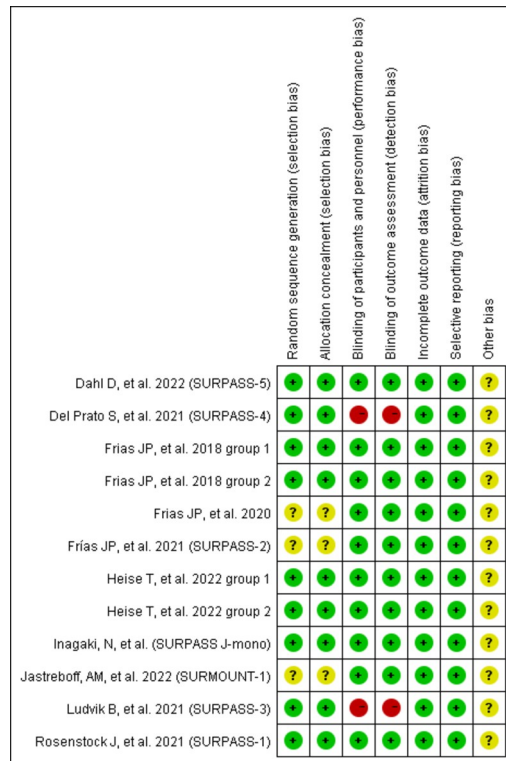 Random sequence generation (selection bias)
Allocation concealment (selection bias)
Blinding of participants and personnel (performance bias)
Blinding of outcome assessment (detection bias)
Incomplete outcome data (attrition bias)
Selective reporting (reporting bias)
Other bias
Dahl D, et al. 2022 (SURPASS-5) + + + + + + ?
Del Prato S, et al. 2021 (SURPASS-4) + + - - + + ?
Frias JP, et al. 2018 group 1 + + + + + + ?
Frias JP, et al. 2018 group 2 + + + + + + ?
Frias JP, et al. 2020 ? ? + + + + ?
Frías JP, et al. 2021 (SURPASS-2) ? ? + + + + ?
Heise T, et al. 2022 group 1 + + + + + + ?
Heise T, et al. 2022 group 2 + + + + + + ?
Inagaki, N, et al. (SURPASS J-mono) + + + + + + ?
Jastreboff, AM, et al. 2022 (SURMOUNT-1) ? ? + + + + ?
Ludvik B, et al. 2021 (SURPASS-3) + + - - + + ?
Rosenstock J, et al. 2021 (SURPASS-1) + + + + + + ?